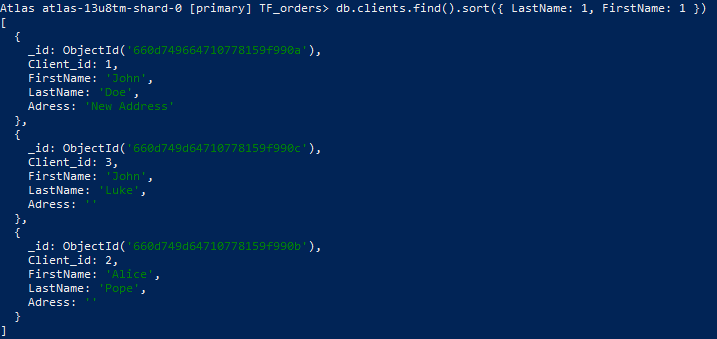 Atlas atlas-13u8tm-shard-0 [primary] TF_orders> db.clients.find().sort({ LastName: 1, FirstName: 1 })
[
  {
    _id: ObjectId('660d749664710778159f990a'),
    Client_id: 1,
    FirstName: 'John',
    LastName: 'Doe',
    Adress: 'New Address'
  },
  {
    _id: ObjectId('660d749d64710778159f990c'),
    Client_id: 3,
    FirstName: 'John',
    LastName: 'Luke',
    Adress: ''
  },
  {
    _id: ObjectId('660d749d64710778159f990b'),
    Client_id: 2,
    FirstName: 'Alice',
    LastName: 'Pope',
    Adress: ''
  }
]